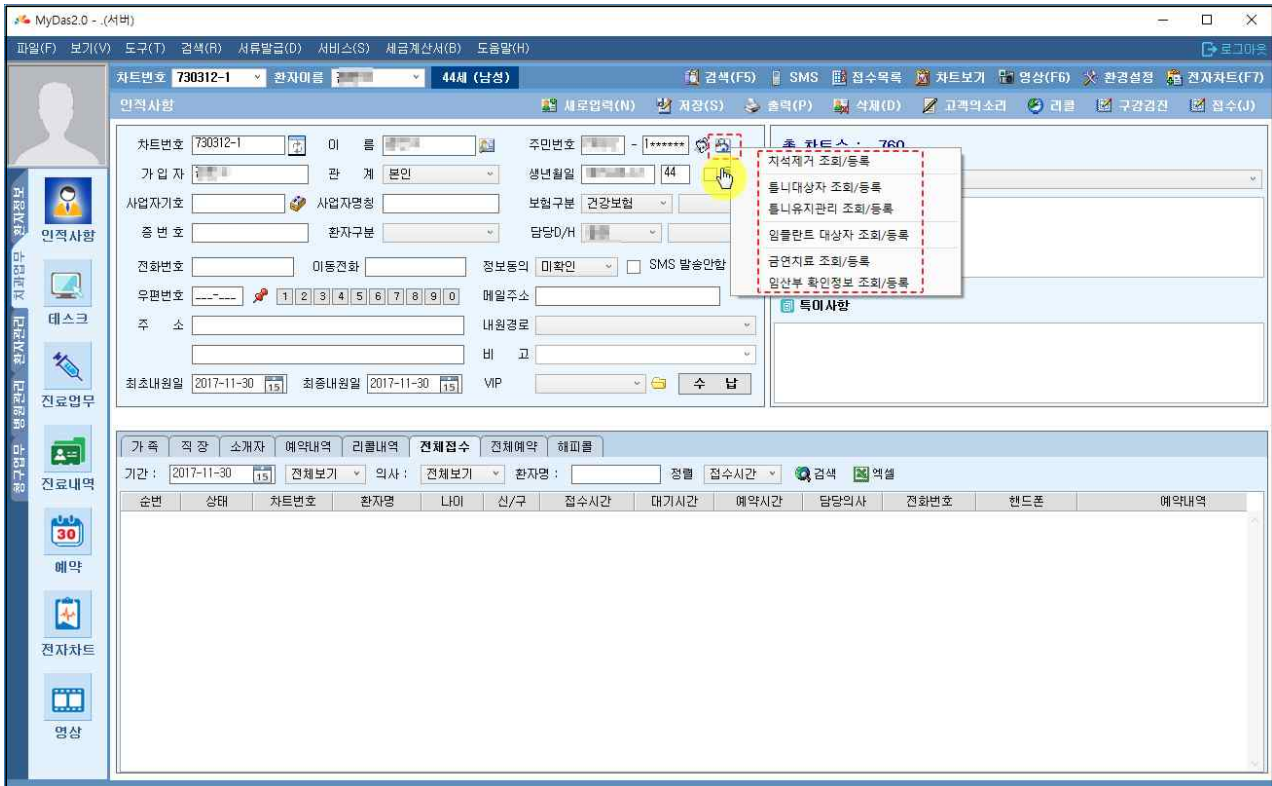 MyDas2.0 - .(서버)
파일(F) 보기(V) 도구(T) 검색(R) 서류발급(D) 서비스(S) 세금계산서(B) 도움말(H) 로그아웃
차트번호 730312-1 환자이름 44세 (남성) 검색(F5) SMS 접수목록 차트보기 영상(F6) 환경설정 전자차트(F7)
인적사항 새로입력(N) 저장(S) 출력(P) 삭제(D) 고객의소리 리콜 구강검진 접수(J)
차트번호 730312-1 이 름 주민번호 - 1****** 총 차트수 : 760
가 입 자 관 계 본인 생년월일 44
사업자기호 사업자명칭 보험구분 건강보험
증 번 호 환자구분 담당D/H
전화번호 이동전화 정보동의 미확인 SMS 발송안함
우편번호 ___-___ 1 2 3 4 5 6 7 8 9 0 메일주소
주 소 내원경로
비 고
최초내원일 2017-11-30 15 최종내원일 2017-11-30 15 VIP 수 납
치석제거 조회/등록
틀니대상자 조회/등록
틀니유지관리 조회/등록
임플란트 대상자 조회/등록
금연치료 조회/등록
임산부 확인정보 조회/등록
특이사항
환자정보
치과업무
환자관리
병원관리
인적사항
데스크
진료업무
진료내역
30
예약
전자차트
영상
가 족 직 장 소개자 예약내역 리콜내역 전체접수 전체예약 해피콜
기간 : 2017-11-30 15 전체보기 의사 : 전체보기 환자명 : 정렬 접수시간 검색 엑셀
순번 상태 차트번호 환자명 나이 신/구 접수시간 대기시간 예약시간 담당의사 전화번호 핸드폰 예약내역